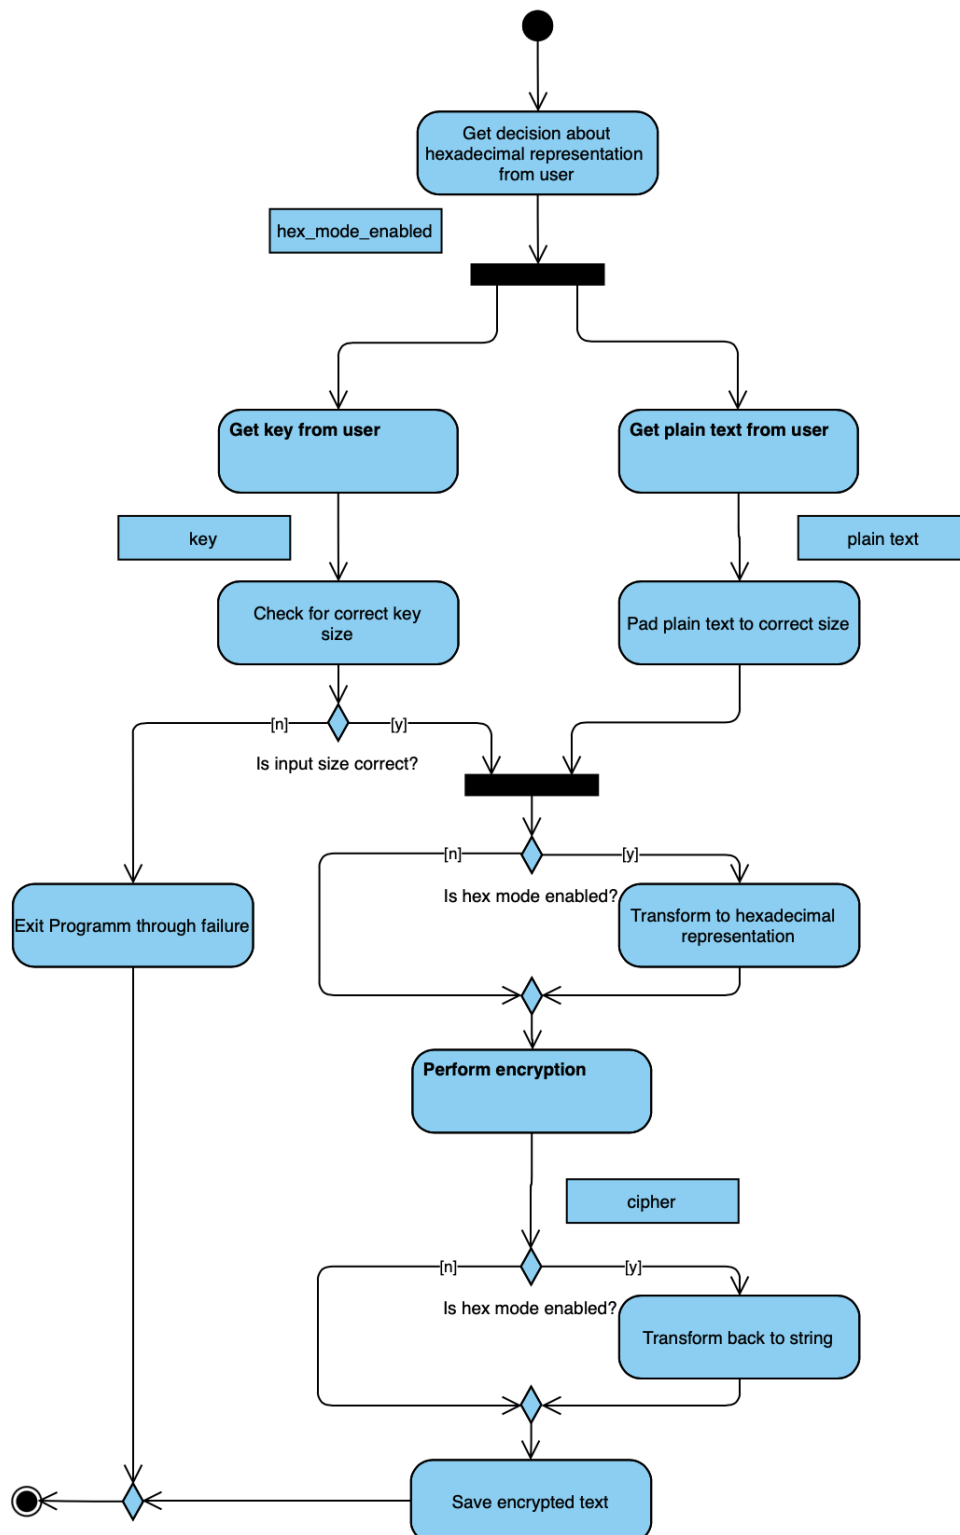 Get decision about
hexadecimal representation
from user
hex_mode_enabled
Get key from user
Get plain text from user
key
plain text
Check for correct key
size
Pad plain text to correct size
[n]
[y]
Is input size correct?
[n]
[y]
Is hex mode enabled?
Exit Programm through failure
Transform to hexadecimal
representation
Perform encryption
cipher
[n]
[y]
Is hex mode enabled?
Transform back to string
Save encrypted text